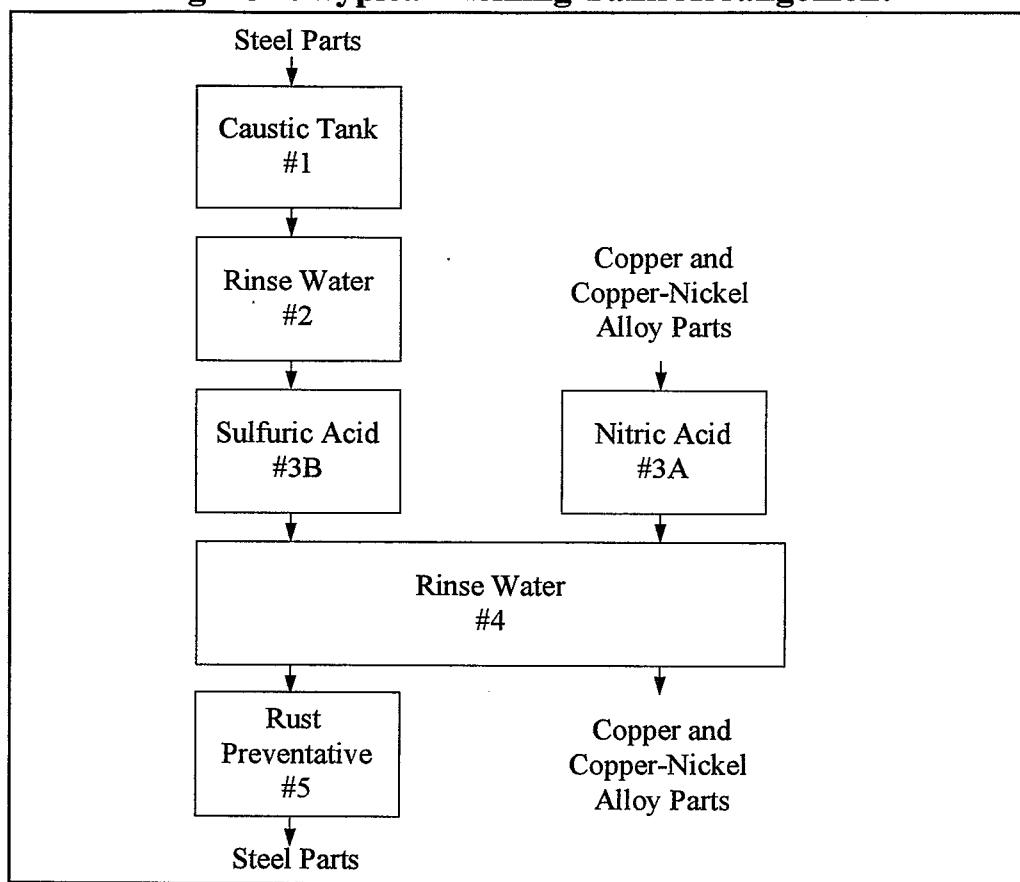 Steel Parts
Caustic Tank
#1
Rinse Water
#2
Copper and
Copper-Nickel
Alloy Parts
Sulfuric Acid
#3B
Nitric Acid
#3A
Rinse Water
#4
Rust
Preventative
#5
Copper and
Copper-Nickel
Alloy Parts
Steel Parts